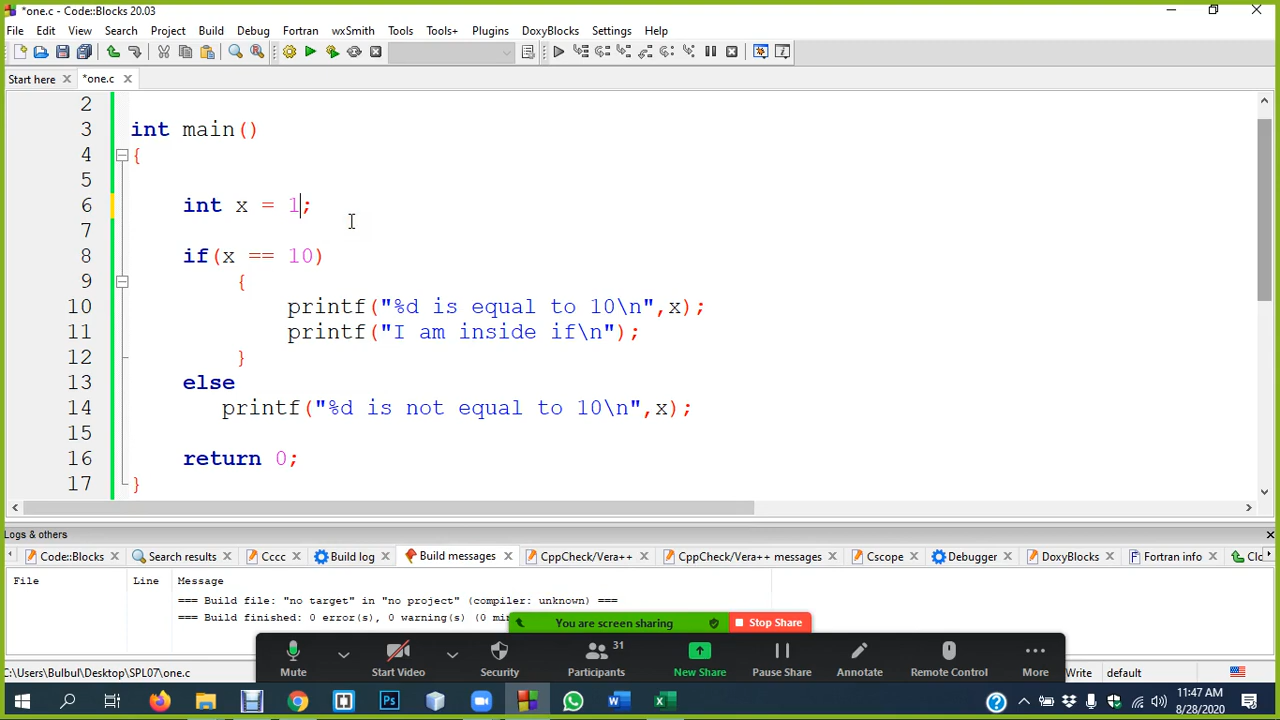 *one.c - Code::Blocks 20.03
File Edit View Search Project Build Debug Fortran wxSmith Tools Tools+ Plugins DoxyBlocks Settings Help
Start here *one.c
2
3 int main()
4 {
5
6 int x = 1;
7
8 if(x == 10)
9 {
10 printf("%d is equal to 10\n",x);
11 printf("I am inside if\n");
12 }
13 else
14 printf("%d is not equal to 10\n",x);
15
16 return 0;
17 }
Logs & others
Code::Blocks Search results Cccc Build log Build messages CppCheck/Vera++ CppCheck/Vera++ messages Cscope Debugger DoxyBlocks Fortran info Clo
File Line Message
=== Build file: "no target" in "no project" (compiler: unknown) ===
=== Build finished: 0 error(s), 0 warning(s) (0 min
You are screen sharing Stop Share
31
Mute Start Video Security Participants New Share Pause Share Annotate Remote Control More
C:\Users\Bulbul\Desktop\SPL07\one.c
default
11:47 AM
8/28/2020